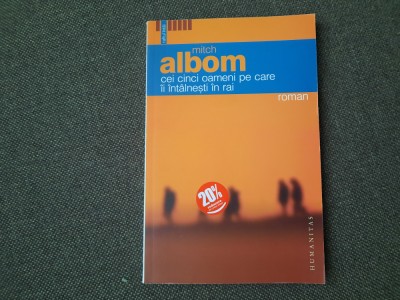 mitch
albom
cei cinci oameni pe care
îi întâlnești în rai
roman
20%
HUMANITAS